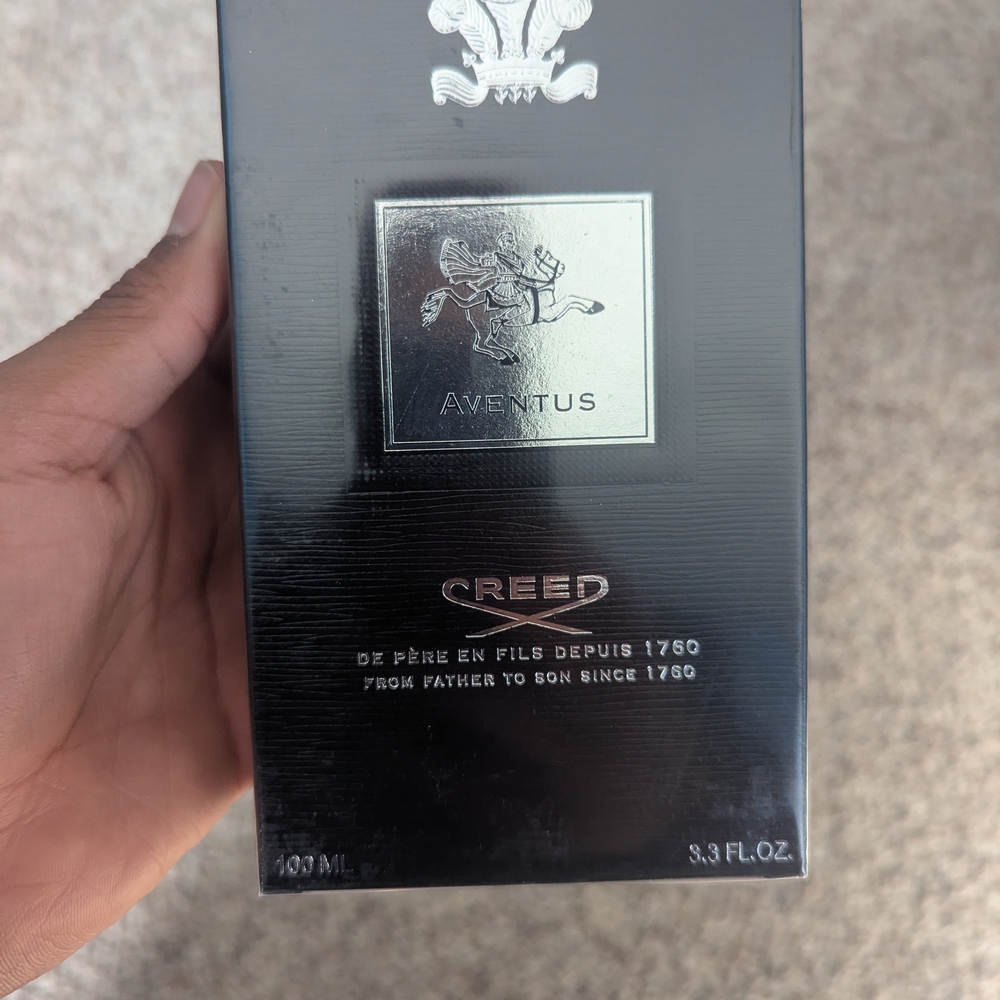 AVENTUS
CREED
DE PÈRE EN FILS DEPUIS 1760
FROM FATHER TO SON SINCE 1760
100 ML
3.3 FL.OZ.